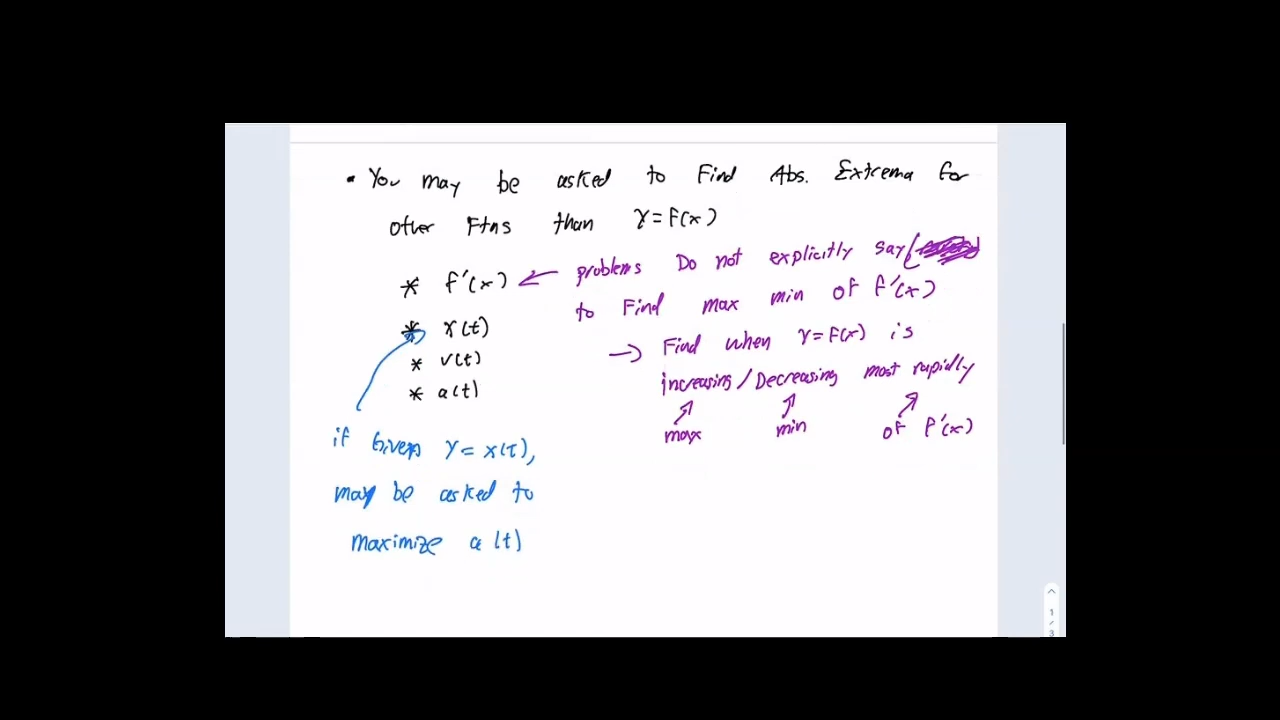 • You may be asked to Find Abs. Extrema for
other Ftns than y=f(x)
* f'(x) ← problems Do not explicitly say
to Find max min of f'(x)
* x(t)
→ Find when y=f(x) is
* v(t)
increasing/Decreasing most rapidly
* a(t)
max min of f'(x)
if Given y=x(t),
may be asked to
maximize a(t)
1
/
3